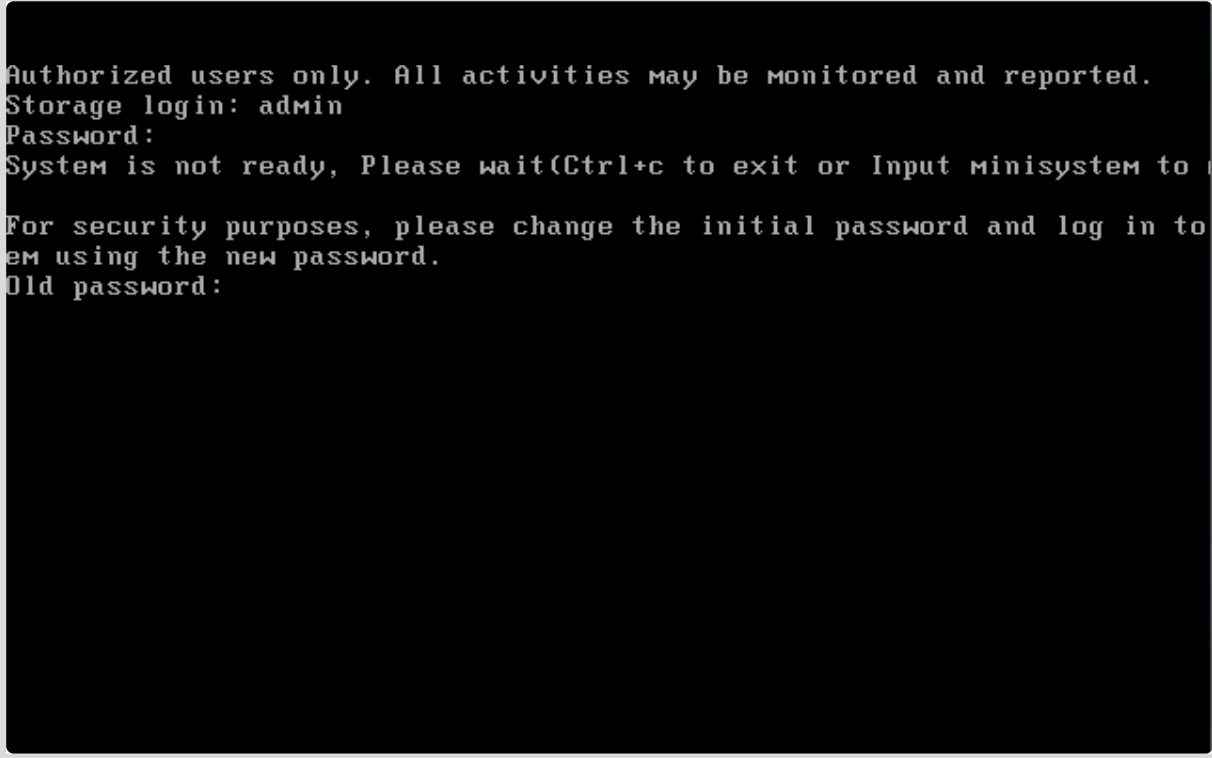 Authorized users only. All activities may be monitored and reported.
Storage login: admin
Password:
System is not ready, Please wait(Ctrl+c to exit or Input minisystem to
For security purposes, please change the initial password and log in to
em using the new password.
Old password: